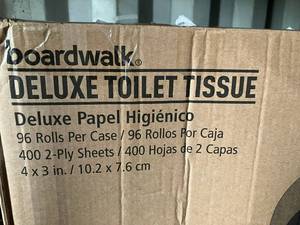 boardwalk®
DELUXE TOILET TISSUE
Deluxe Papel Higiénico
96 Rolls Per Case / 96 Rollos Por Caja
400 2-Ply Sheets / 400 Hojas de 2 Capas
4 x 3 in. / 10.2 x 7.6 cm